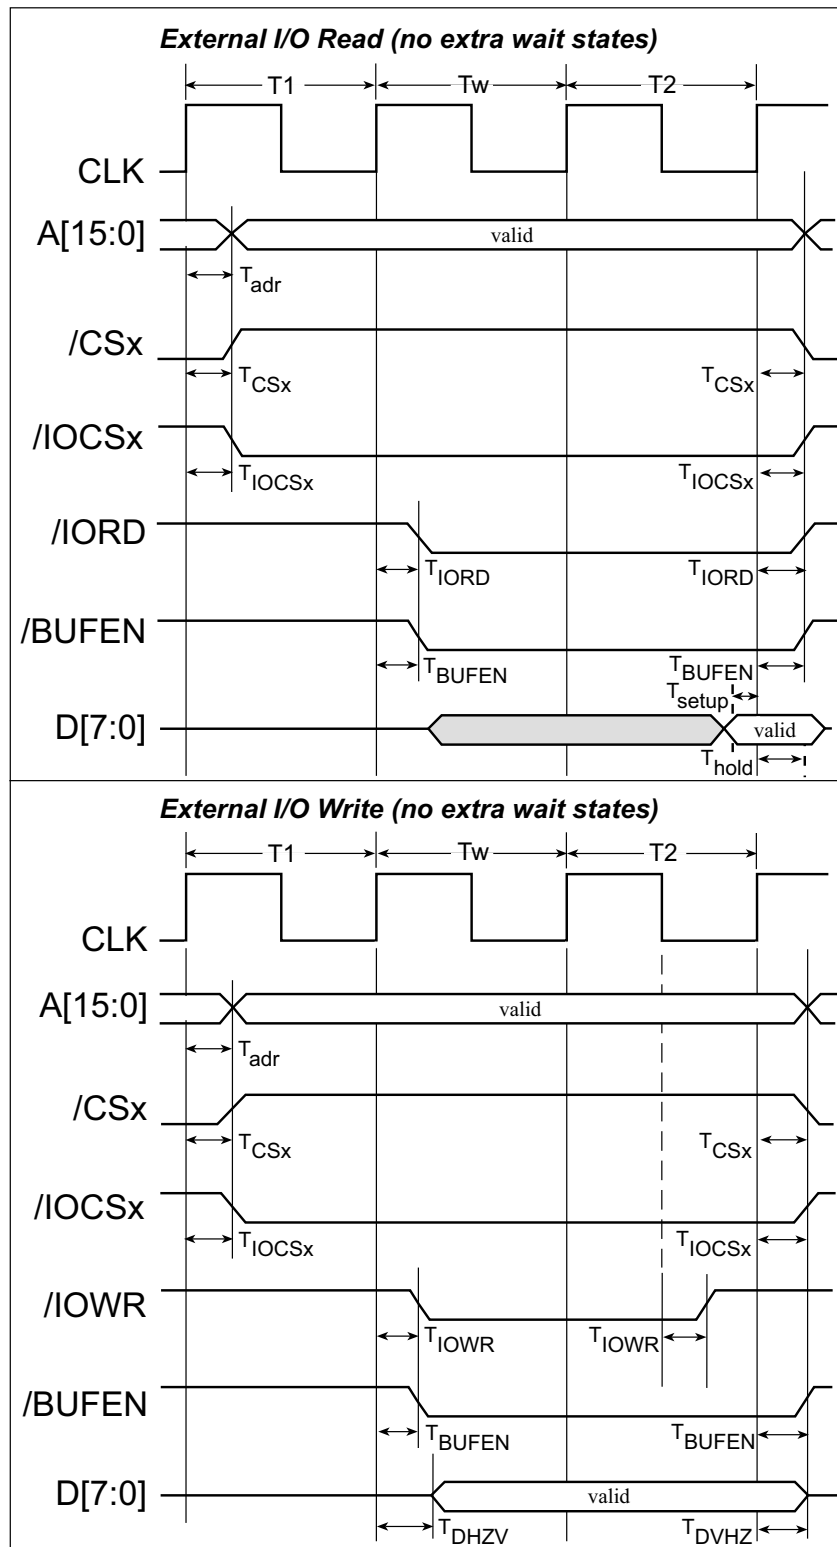 External I/O Read (no extra wait states)
T1 Tw T2
CLK
A[15:0] valid
Tadr
/CSx
TCSx TCSx
/IOCSx
TIOCSx TIOCSx
/IORD
TIORD TIORD
/BUFEN
TBUFEN TBUFEN
Tsetup
D[7:0] valid
Thold
External I/O Write (no extra wait states)
T1 Tw T2
CLK
A[15:0] valid
Tadr
/CSx
TCSx TCSx
/IOCSx
TIOCSx TIOCSx
/IOWR
TIOWR TIOWR
/BUFEN
TBUFEN TBUFEN
D[7:0] valid
TDHZV TDVHZ